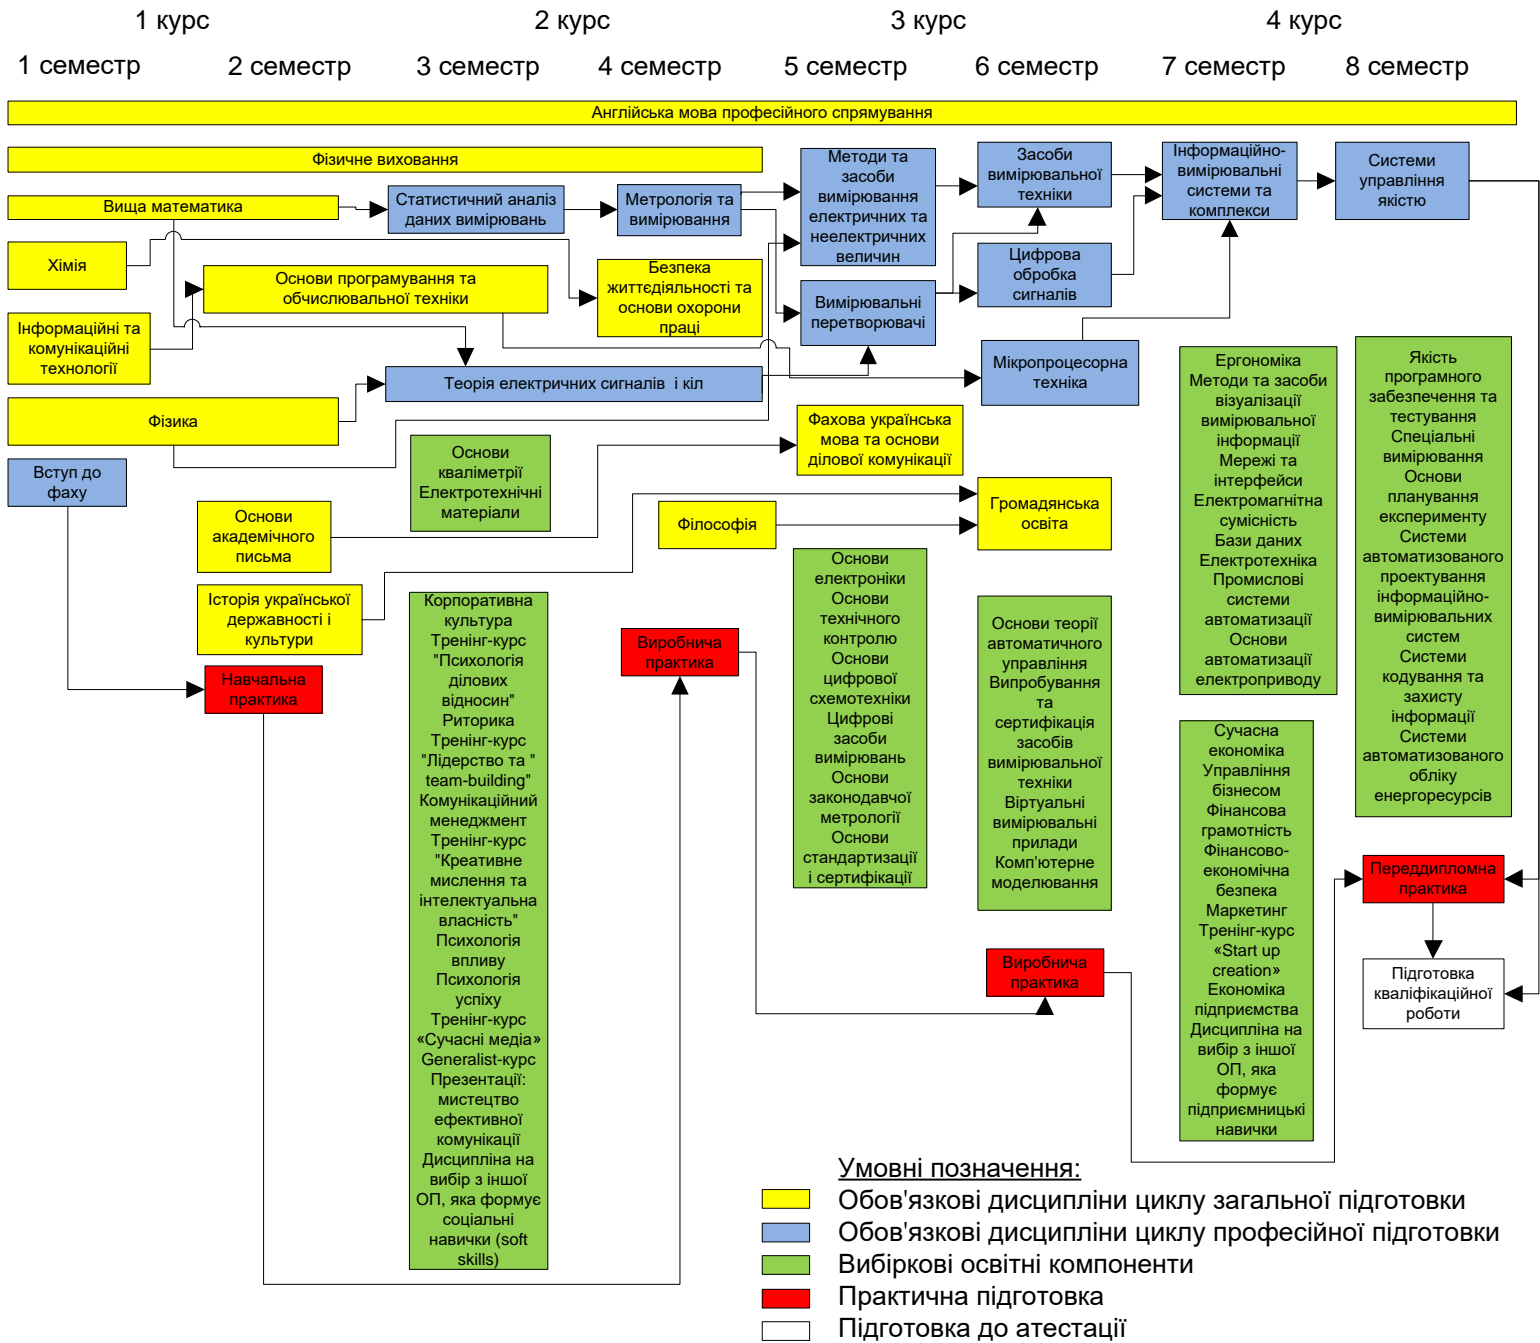 1 курс
2 курс
3 курс
4 курс
1 семестр
2 семестр
3 семестр
4 семестр
5 семестр
6 семестр
7 семестр
8 семестр
Англійська мова професійного спрямування
Фізичне виховання
Вища математика
Статистичний аналіз
даних вимірювань
Метрологія та
вимірювання
Методи та
засоби
вимірювання
електричних та
неелектричних
величин
Засоби
вимірювальної
техніки
Інформаційно-
вимірювальні
системи та
комплекси
Системи
управління
якістю
Хімія
Основи програмування та
обчислювальної техніки
Безпека
життєдіяльності та
основи охорони
праці
Вимірювальні
перетворювачі
Цифрова
обробка
сигналів
Інформаційні та
комунікаційні
технології
Теорія електричних сигналів і кіл
Мікропроцесорна
техніка
Фізика
Фахова українська
мова та основи
ділової комунікації
Вступ до
фаху
Основи
кваліметрії
Електротехнічні
матеріали
Основи
академічного
письма
Філософія
Громадянська
освіта
Історія української
державності і
культури
Навчальна
практика
Виробнича
практика
Корпоративна
культура
Тренінг-курс
"Психологія
ділових
відносин"
Риторика
Тренінг-курс
"Лідерство та "
team-building"
Комунікаційний
менеджмент
Тренінг-курс
"Креативне
мислення та
інтелектуальна
власність"
Психологія
впливу
Психологія
успіху
Тренінг-курс
«Сучасні медіа»
Generalist-курс
Презентації:
мистецтво
ефективної
комунікації
Дисципліна на
вибір з іншої
ОП, яка формує
соціальні
навички (soft
skills)
Основи
електроніки
Основи
технічного
контролю
Основи
цифрової
схемотехніки
Цифрові
засоби
вимірювань
Основи
законодавчої
метрології
Основи
стандартизації
і сертифікації
Основи теорії
автоматичного
управління
Випробування
та
сертифікація
засобів
вимірювальної
техніки
Віртуальні
вимірювальні
прилади
Комп'ютерне
моделювання
Виробнича
практика
Ергономіка
Методи та засоби
візуалізації
вимірювальної
інформації
Мережі та
інтерфейси
Електромагнітна
сумісність
Бази даних
Електротехніка
Промислові
системи
автоматизації
Основи
автоматизації
електроприводу
Сучасна
економіка
Управління
бізнесом
Фінансова
грамотність
Фінансово-
економічна
безпека
Маркетинг
Тренінг-курс
«Start up
creation»
Економіка
підприємства
Дисципліна на
вибір з іншої
ОП, яка
формує
підприємницькі
навички
Якість
програмного
забезпечення та
тестування
Спеціальні
вимірювання
Основи
планування
експерименту
Системи
автоматизованого
проектування
інформаційно-
вимірювальних
систем
Системи
кодування та
захисту
інформації
Системи
автоматизованого
обліку
енергоресурсів
Переддипломна
практика
Підготовка
кваліфікаційної
роботи
Умовні позначення:
Обов'язкові дисципліни циклу загальної підготовки
Обов'язкові дисципліни циклу професійної підготовки
Вибіркові освітні компоненти
Практична підготовка
Підготовка до атестації